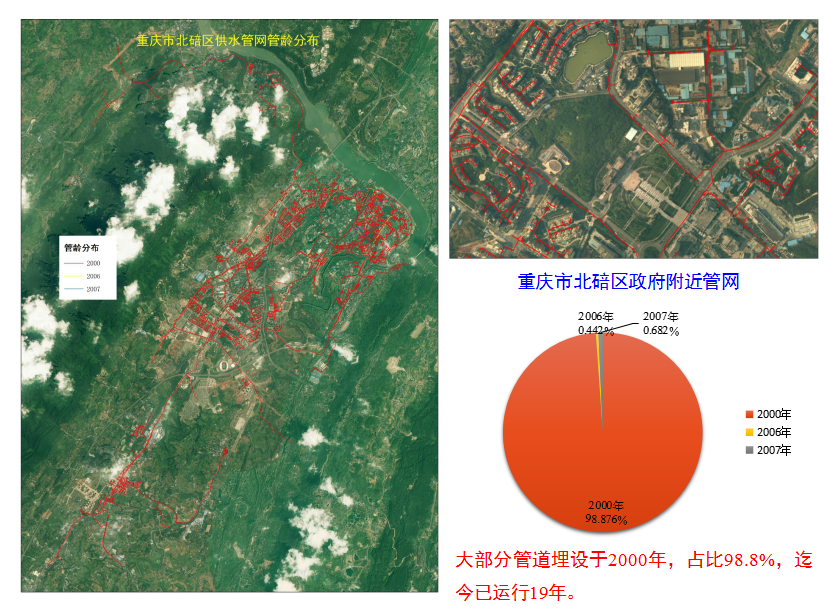 重庆市北碚区供水管网管龄分布
管龄分布
2000
2006
2007
重庆市北碚区政府附近管网
2006年
0.442%
2007年
0.682%
2000年
98.876%
2000年
2006年
2007年
大部分管道埋设于2000年，占比98.8%，迄
今已运行19年。